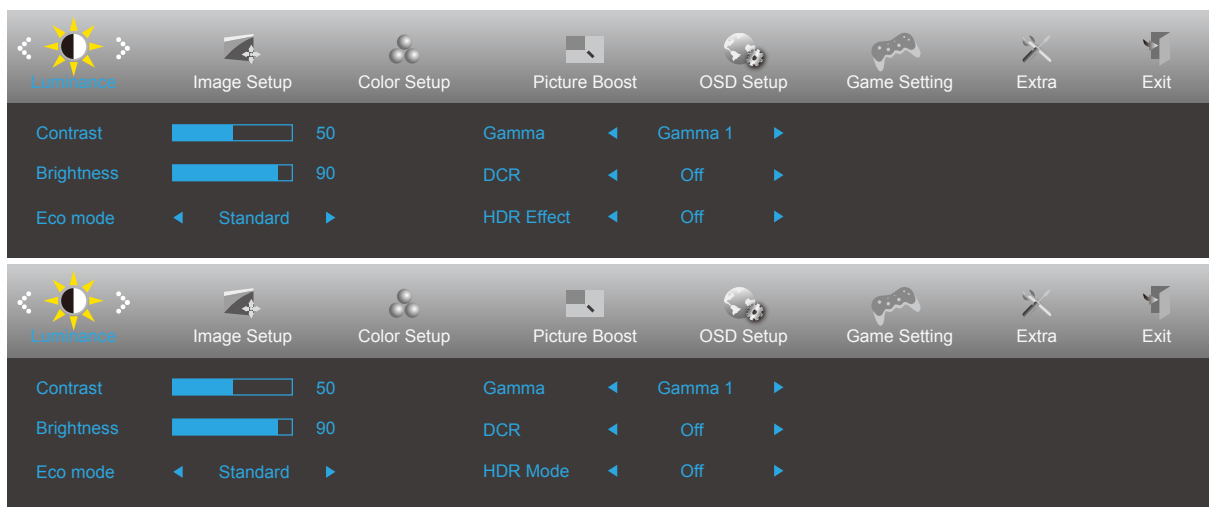 Luminance Image Setup Color Setup Picture Boost OSD Setup Game Setting Extra Exit
Contrast 50 Gamma Gamma 1
Brightness 90 DCR Off
Eco mode Standard HDR Effect Off
Luminance Image Setup Color Setup Picture Boost OSD Setup Game Setting Extra Exit
Contrast 50 Gamma Gamma 1
Brightness 90 DCR Off
Eco mode Standard HDR Mode Off